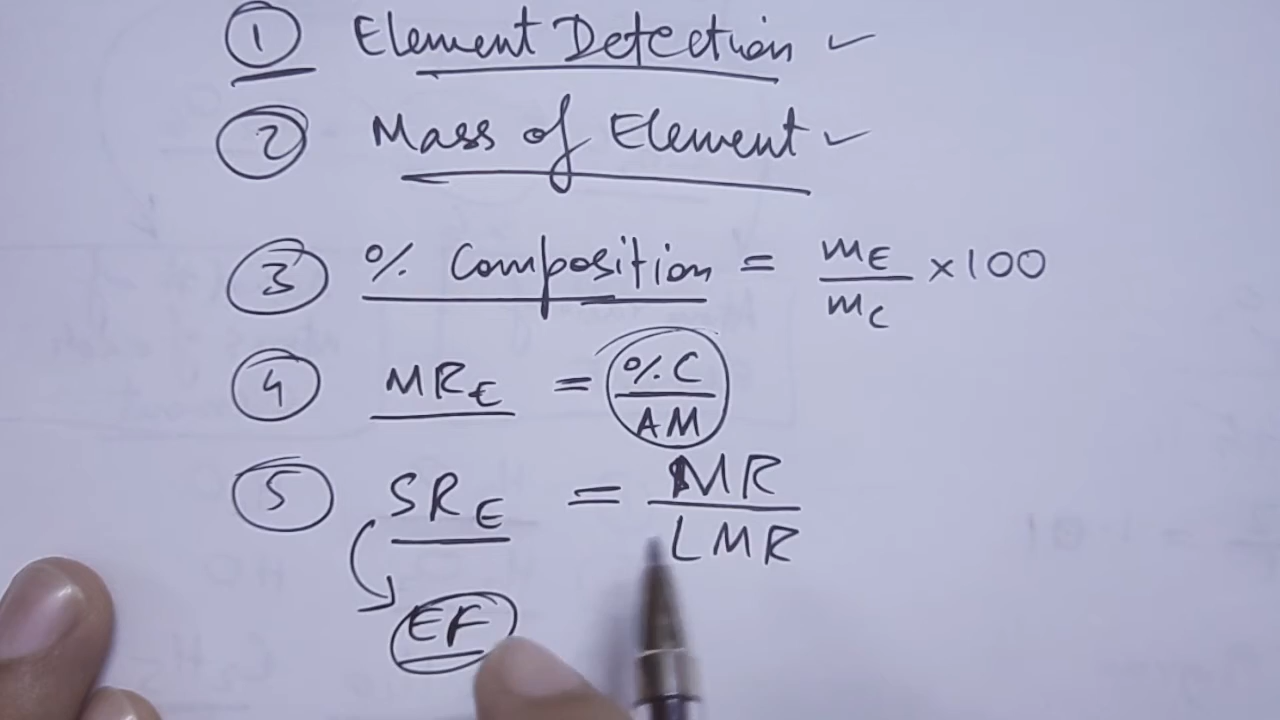 ① Element Detection ✓
② Mass of Element ✓
③ % Composition = mE/mC ×100
④ MRE = %C/AM
⑤ SRE = MR/LMR
EF